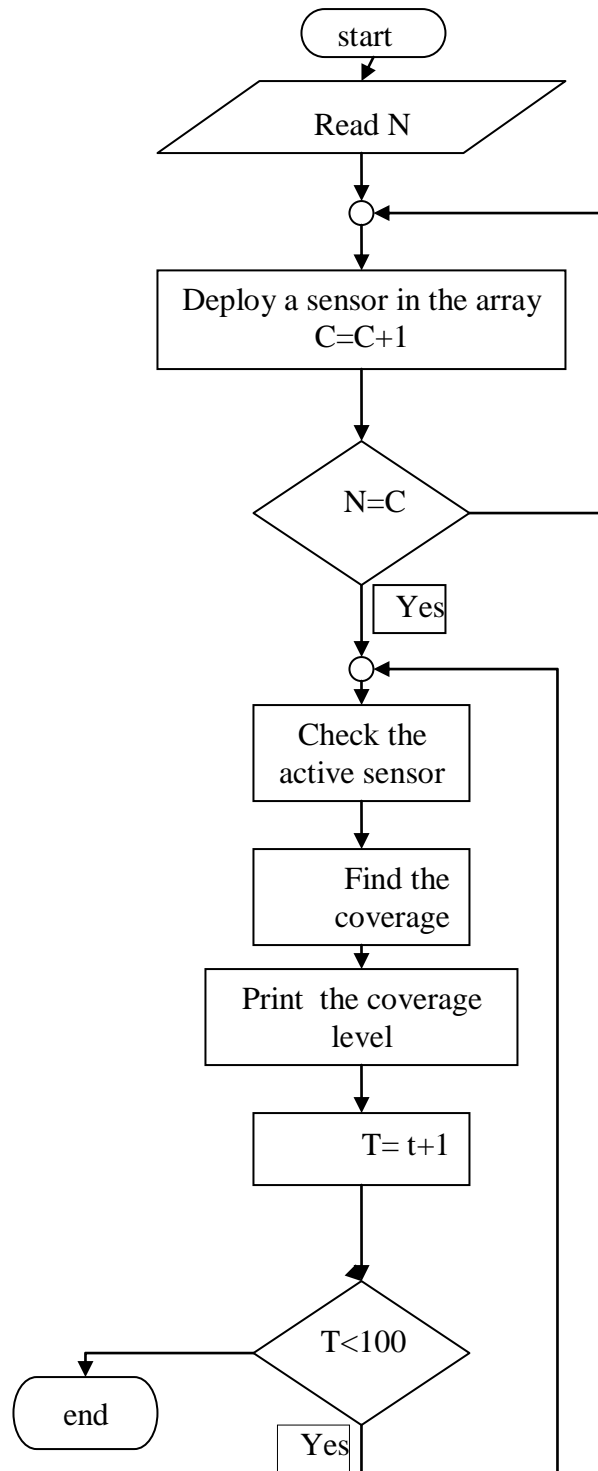 start
Read N
Deploy a sensor in the array
C=C+1
N=C
Yes
Check the
active sensor
Find the
coverage
Print the coverage
level
T= t+1
T<100
end
Yes